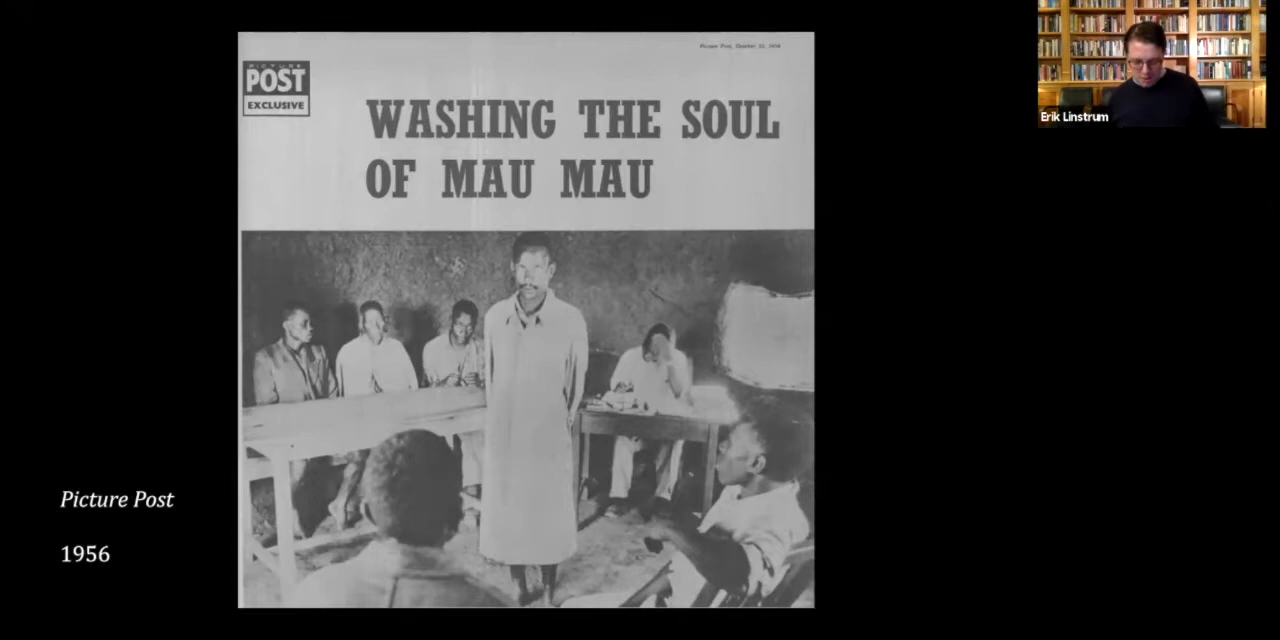 PICTURE
POST
EXCLUSIVE
WASHING THE SOUL
OF MAU MAU
Picture Post
1956
Erik Linstrum